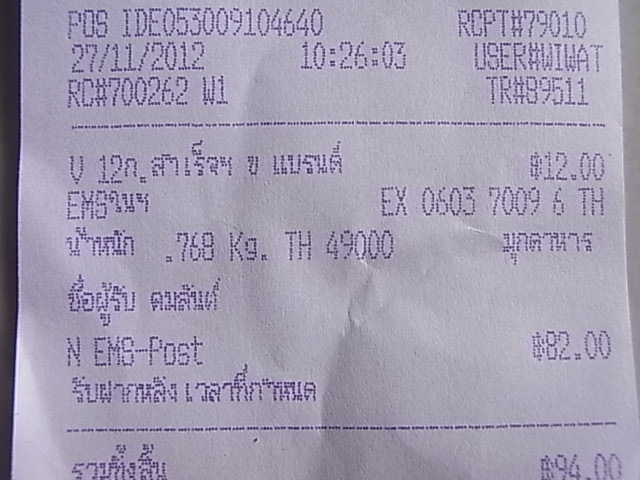 POS IDE053009104640 RCPT#79010
27/11/2012 10:26:03 USER#WIWAT
RC#700262 W1 TR#89511
V 12ก.สำเร็จฯ ข แบรนด์ ฿12.00
EMSในฯ EX 0603 7009 6 TH
น้ำหนัก .768 Kg. TH 49000 มุกดาหาร
ชื่อผู้รับ คมสันต์
N EMS-Post ฿82.00
รับฝากหลัง เวลาที่กำหนด
รวมทั้งสิ้น ฿94.00